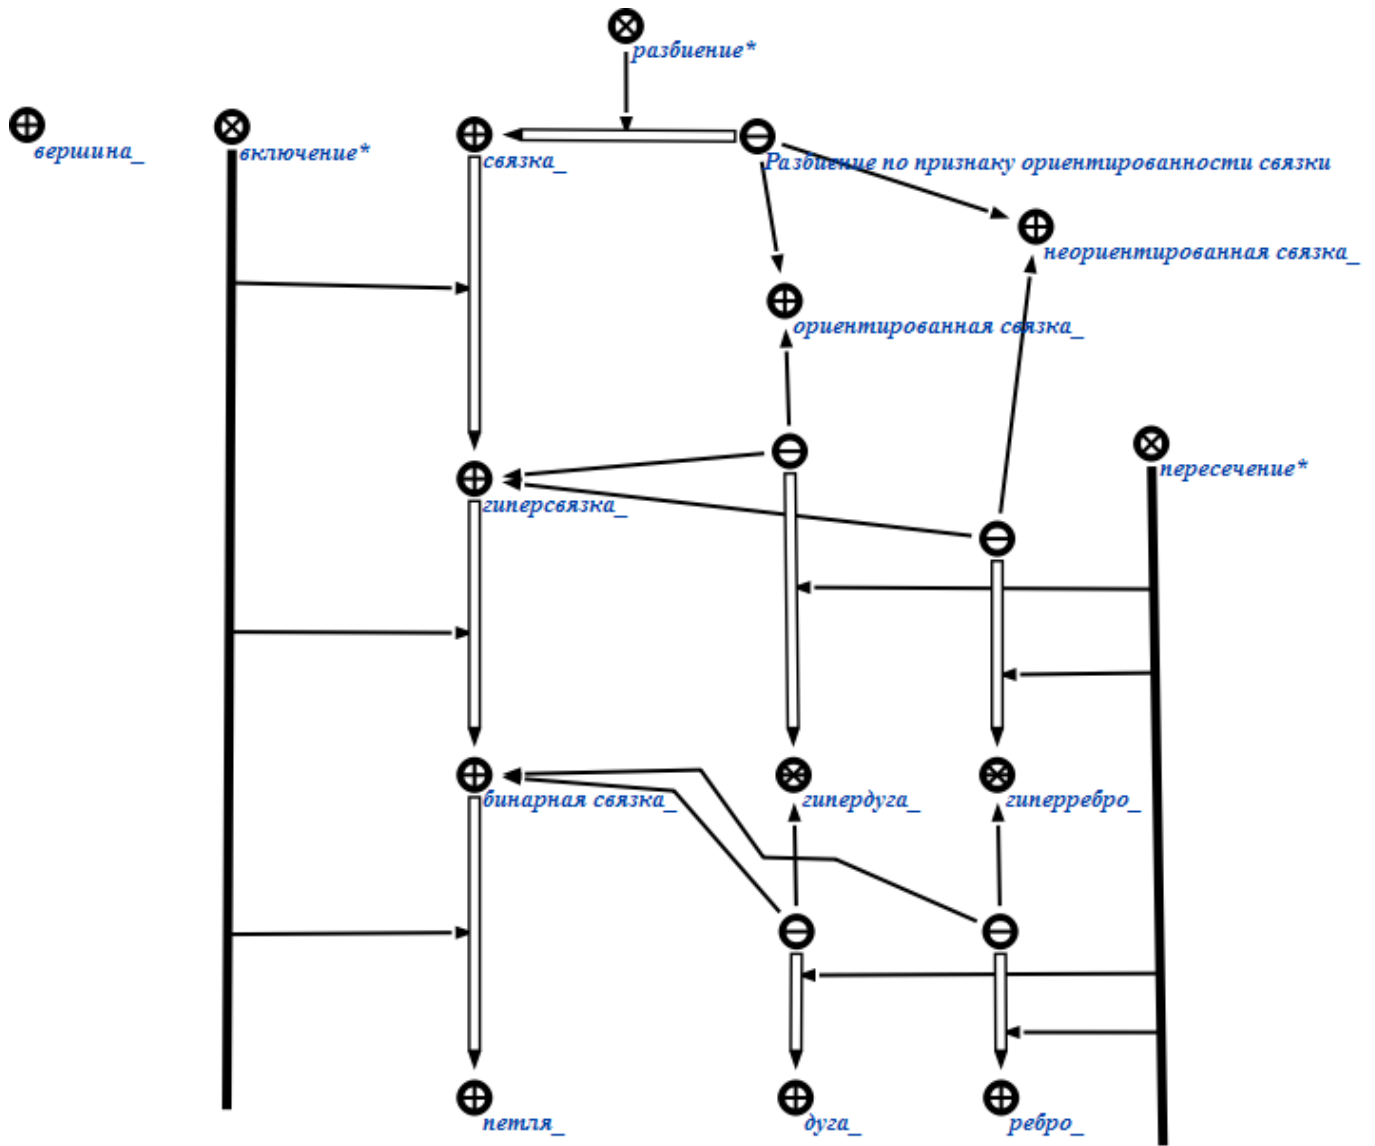 разбиение*
вершина_
включение*
связка_
Разбиение по признаку ориентированности связки
неориентированная связка_
ориентированная связка_
пересечение*
гиперсвязка_
бинарная связка_
гипердуга_
гиперребро_
петля_
дуга_
ребро_